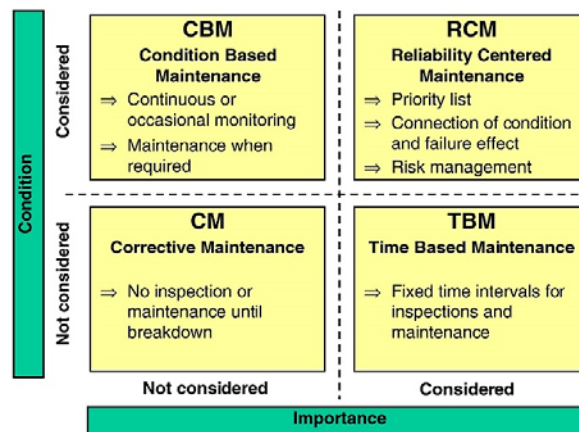 Condition
Considered
Not considered
CBM
Condition Based
Maintenance
⇒ Continuous or
occasional monitoring
⇒ Maintenance when
required
RCM
Reliability Centered
Maintenance
⇒ Priority list
⇒ Connection of condition
and failure effect
⇒ Risk management
CM
Corrective Maintenance
⇒ No inspection or
maintenance until
breakdown
TBM
Time Based Maintenance
⇒ Fixed time intervals for
inspections and
maintenance
Not considered
Considered
Importance